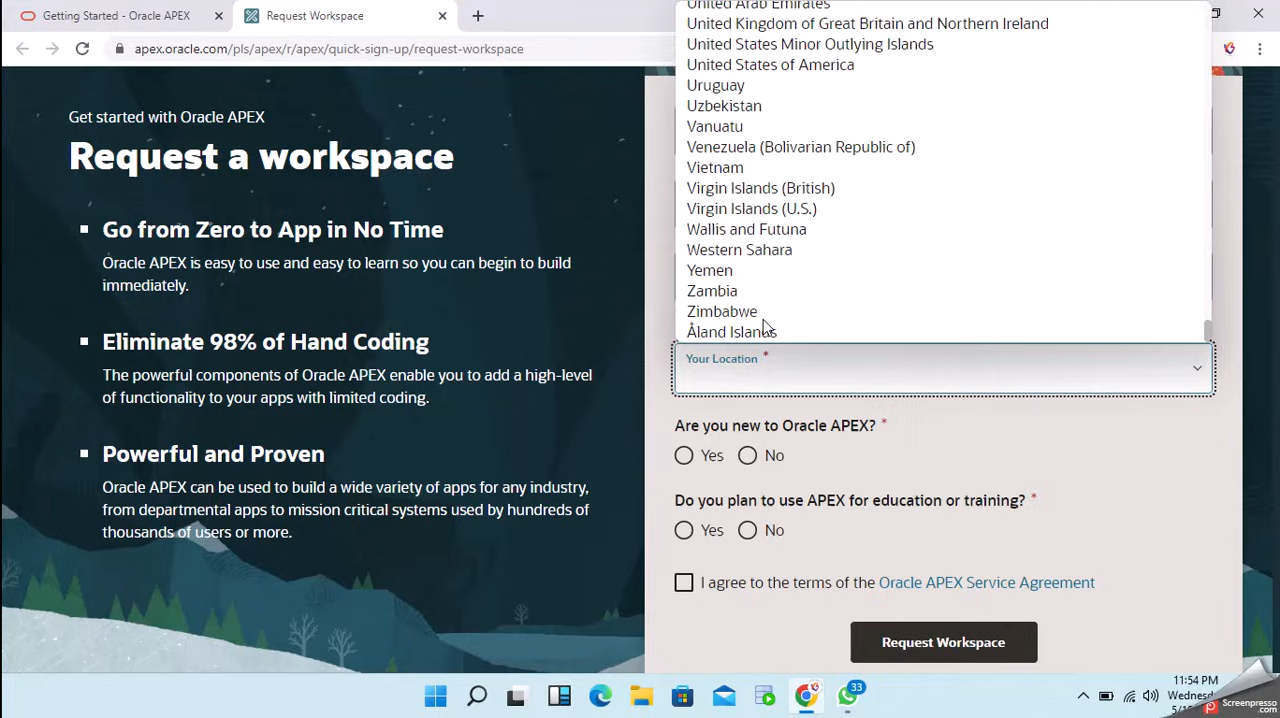 Getting Started - Oracle APEX
Request Workspace
apex.oracle.com/pls/apex/r/apex/quick-sign-up/request-workspace
Get started with Oracle APEX
Request a workspace
Go from Zero to App in No Time
Oracle APEX is easy to use and easy to learn so you can begin to build
immediately.
Eliminate 98% of Hand Coding
The powerful components of Oracle APEX enable you to add a high-level
of functionality to your apps with limited coding.
Powerful and Proven
Oracle APEX can be used to build a wide variety of apps for any industry,
from departmental apps to mission critical systems used by hundreds of
thousands of users or more.
United Arab Emirates
United Kingdom of Great Britain and Northern Ireland
United States Minor Outlying Islands
United States of America
Uruguay
Uzbekistan
Vanuatu
Venezuela (Bolivarian Republic of)
Vietnam
Virgin Islands (British)
Virgin Islands (U.S.)
Wallis and Futuna
Western Sahara
Yemen
Zambia
Zimbabwe
Åland Islands
Your Location *
Are you new to Oracle APEX? *
Yes No
Do you plan to use APEX for education or training? *
Yes No
I agree to the terms of the Oracle APEX Service Agreement
Request Workspace
33
11:54 PM
Screenpresso
.com